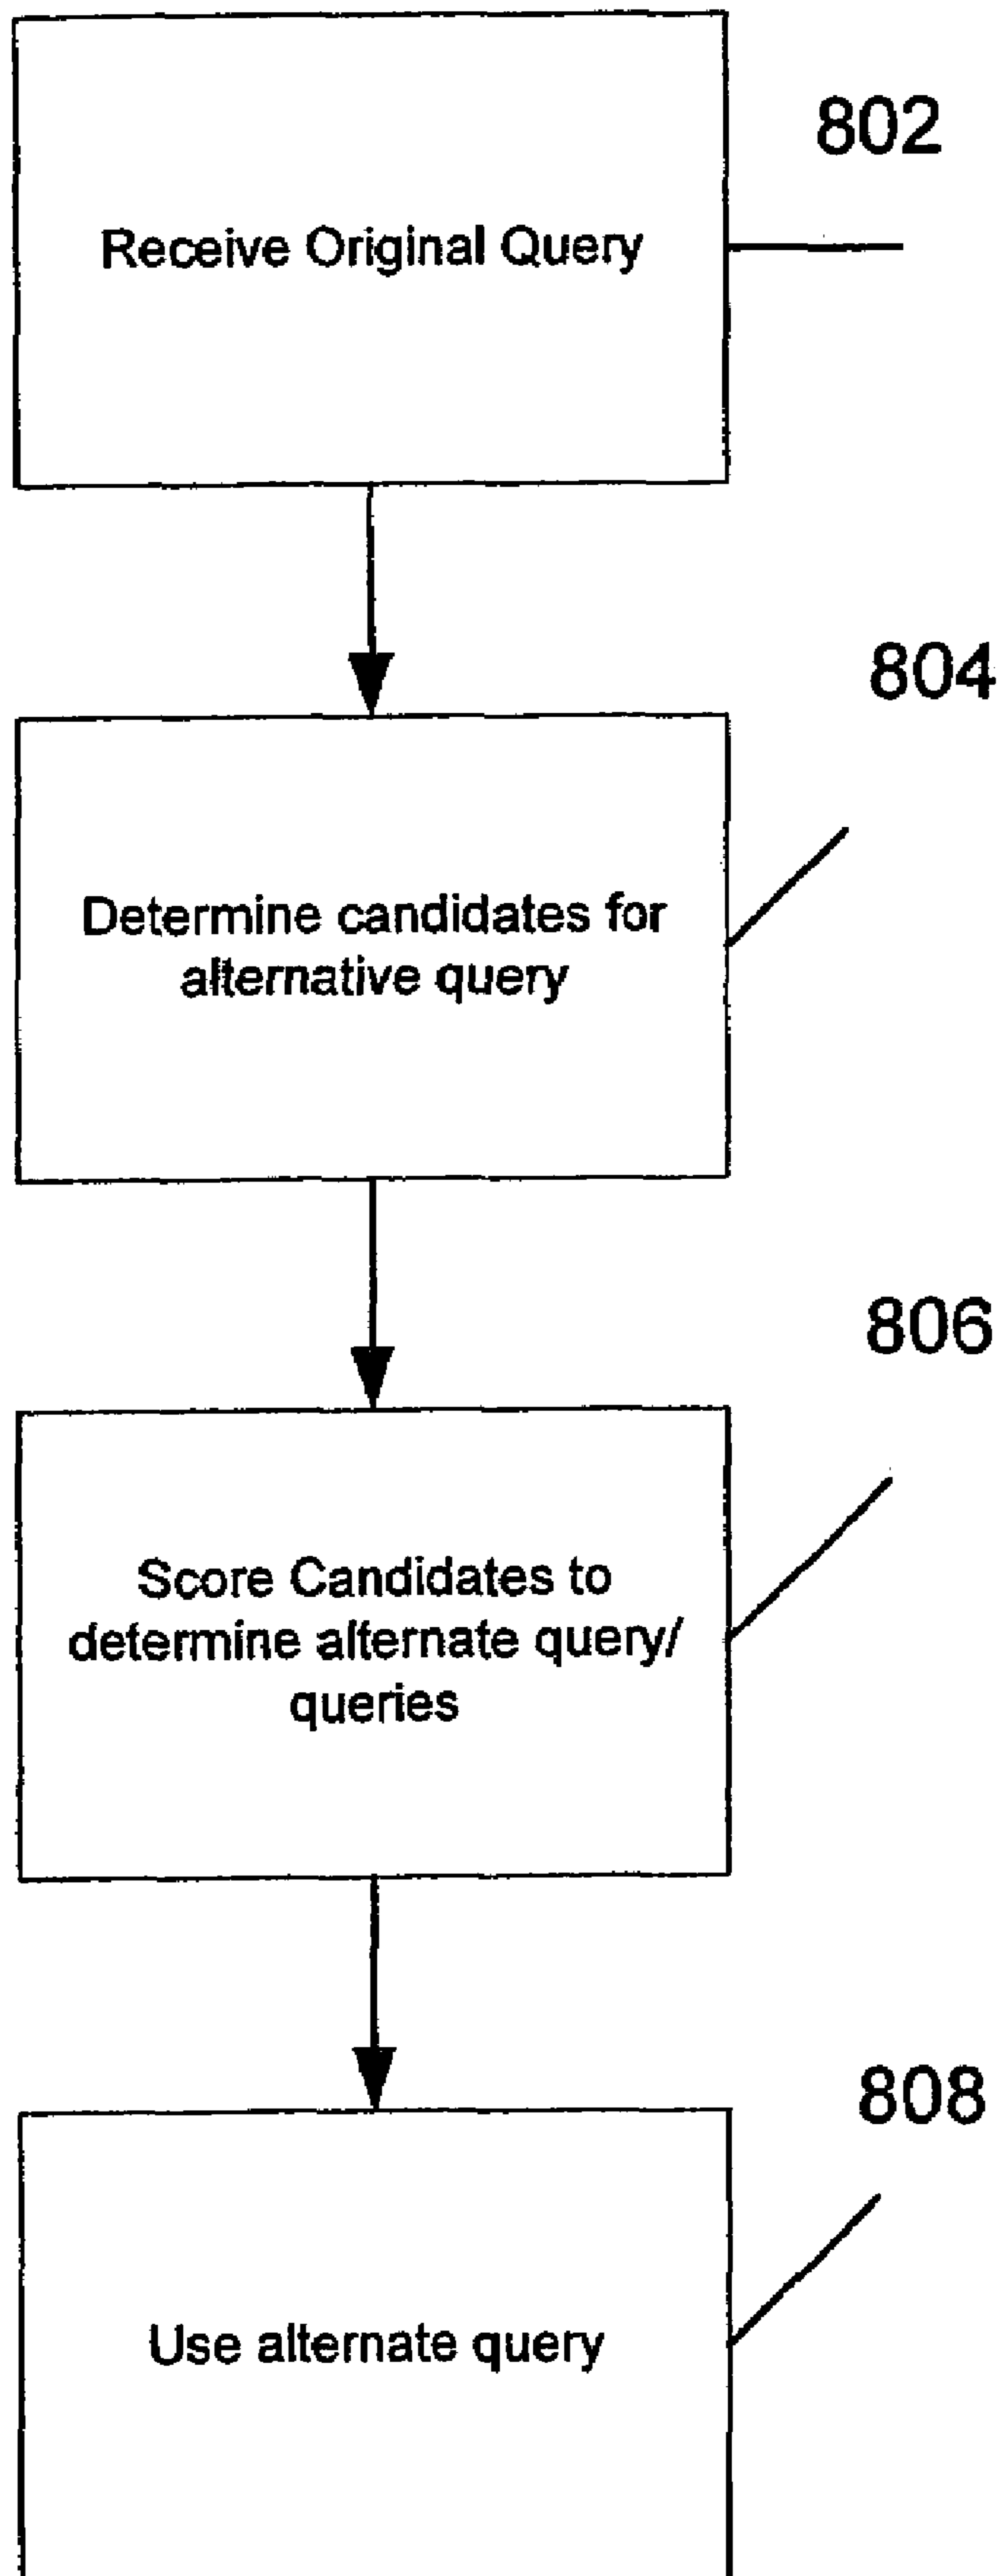 802
Receive Original Query
804
Determine candidates for
alternative query
806
Score Candidates to
determine alternate query/
queries
808
Use alternate query